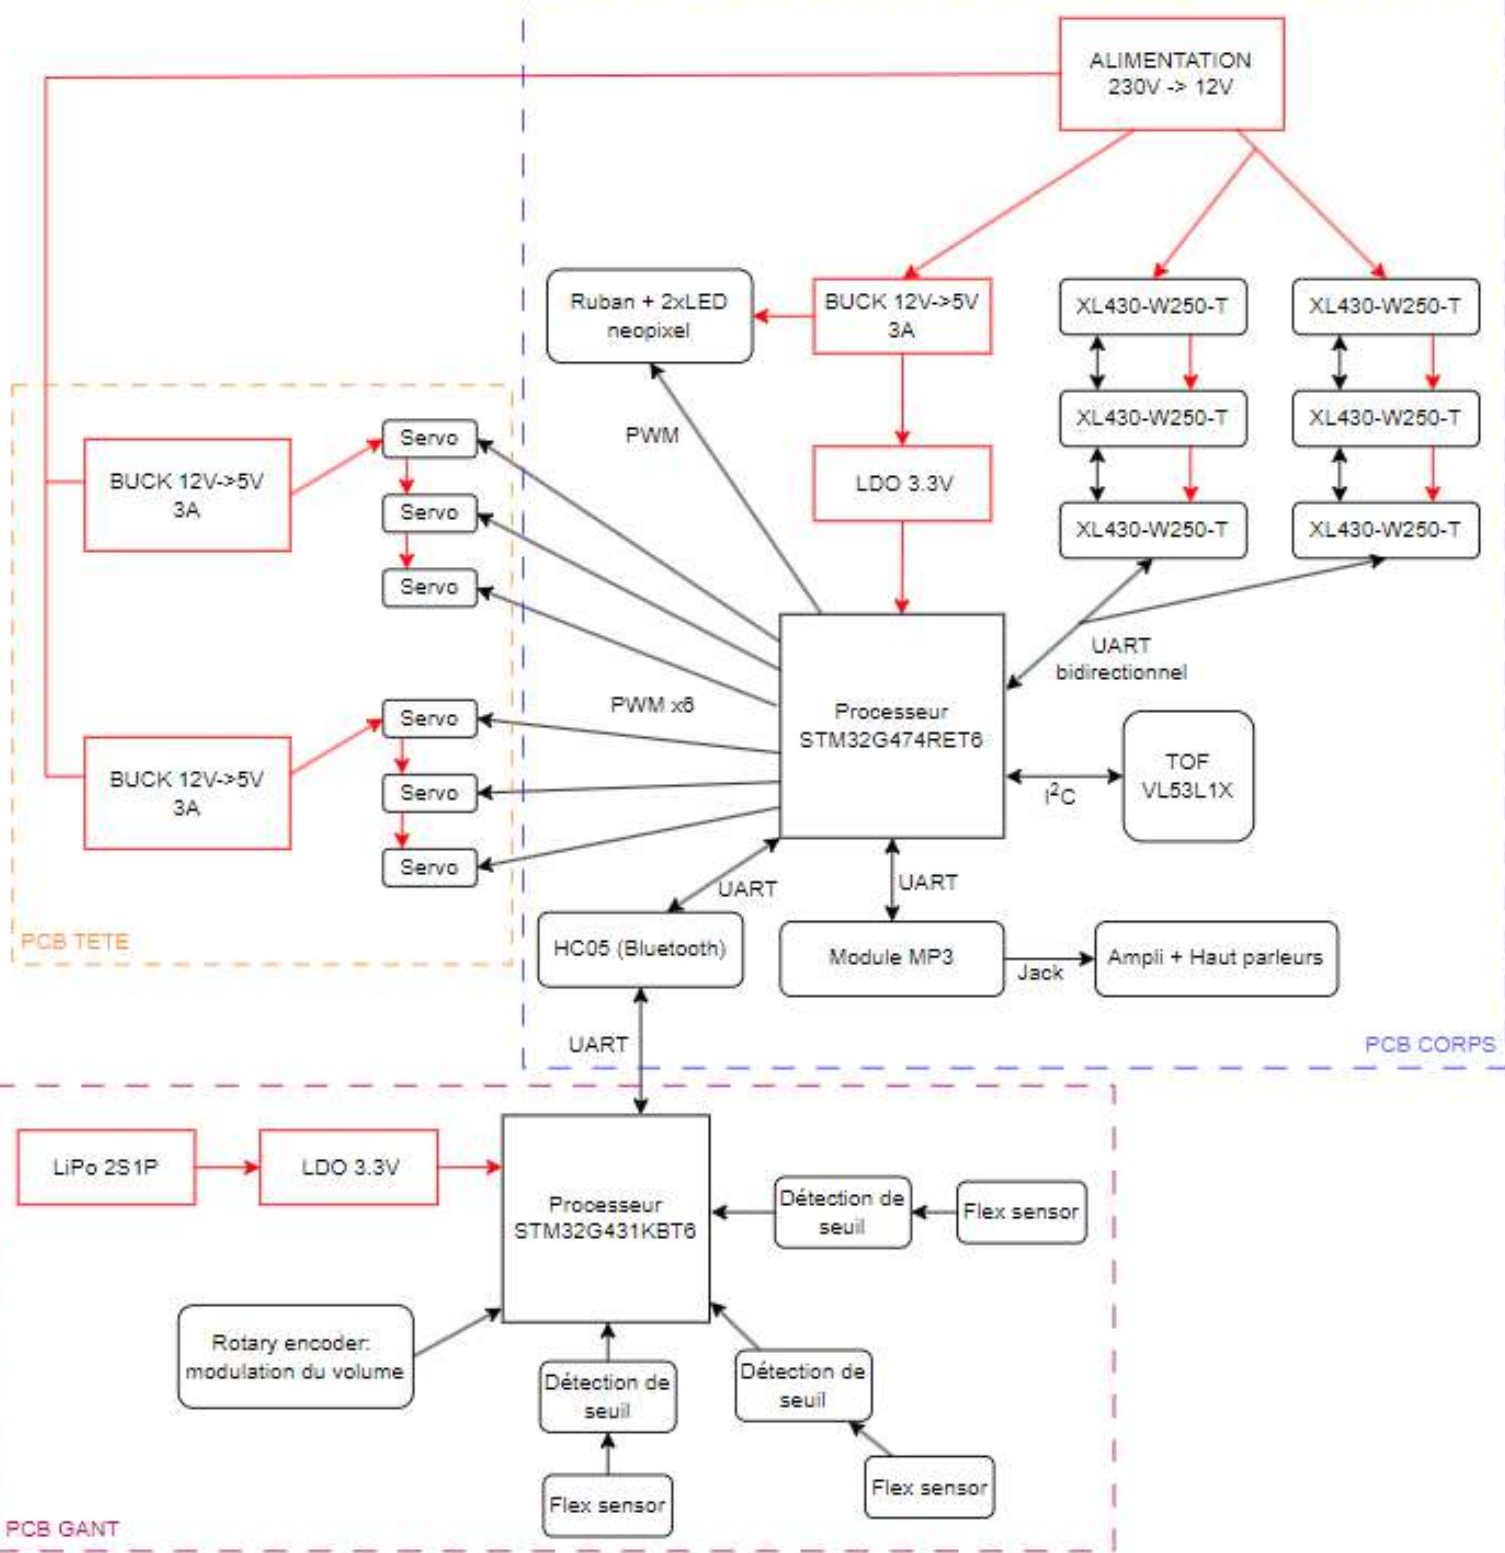 ALIMENTATION
230V -> 12V
Ruban + 2xLED
neopixel
BUCK 12V->5V
3A
XL430-W250-T
XL430-W250-T
PWM
XL430-W250-T
XL430-W250-T
Servo
BUCK 12V->5V
3A
LDO 3.3V
Servo
XL430-W250-T
XL430-W250-T
Servo
UART
bidirectionnel
PWM x6
Servo
Processeur
STM32G474RET6
BUCK 12V->5V
3A
Servo
I²C
TOF
VL53L1X
Servo
UART
UART
PCB TETE
HC05 (Bluetooth)
Module MP3
Jack
Ampli + Haut parleurs
UART
PCB CORPS
LiPo 2S1P
LDO 3.3V
Processeur
STM32G431KBT6
Détection de
seuil
Flex sensor
Rotary encoder:
modulation du volume
Détection de
seuil
Détection de
seuil
Flex sensor
Flex sensor
PCB GANT